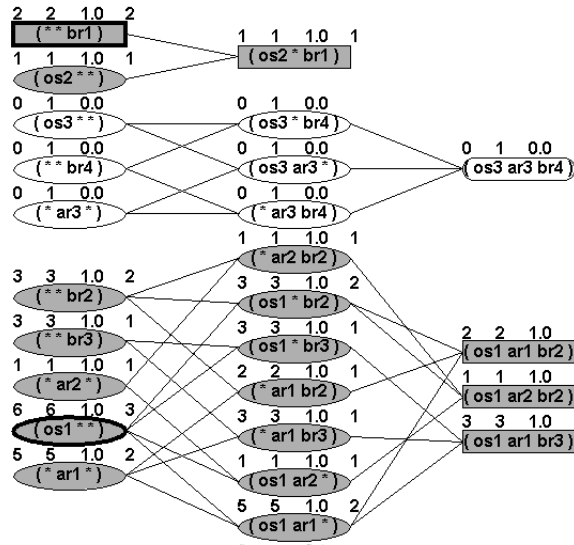 2 2 1.0 2
( * * br1 )
1 1 1.0 1
( os2 * * )
1 1 1.0 1
( os2 * br1 )
0 1 0.0
( os3 * * )
0 1 0.0
( * * br4 )
0 1 0.0
( * ar3 * )
0 1 0.0
( os3 * br4 )
0 1 0.0
( os3 ar3 * )
0 1 0.0
( * ar3 br4 )
0 1 0.0
( os3 ar3 br4 )
3 3 1.0 2
( * * br2 )
3 3 1.0 1
( * * br3 )
1 1 1.0 1
( * ar2 * )
6 6 1.0 3
( os1 * * )
5 5 1.0 2
( * ar1 * )
1 1 1.0 1
( * ar2 br2 )
3 3 1.0 2
( os1 * br2 )
3 3 1.0 1
( os1 * br3 )
2 2 1.0 1
( * ar1 br2 )
3 3 1.0 1
( * ar1 br3 )
1 1 1.0 1
( os1 ar2 * )
5 5 1.0 2
( os1 ar1 * )
2 2 1.0
( os1 ar1 br2 )
1 1 1.0
( os1 ar2 br2 )
3 3 1.0
( os1 ar1 br3 )